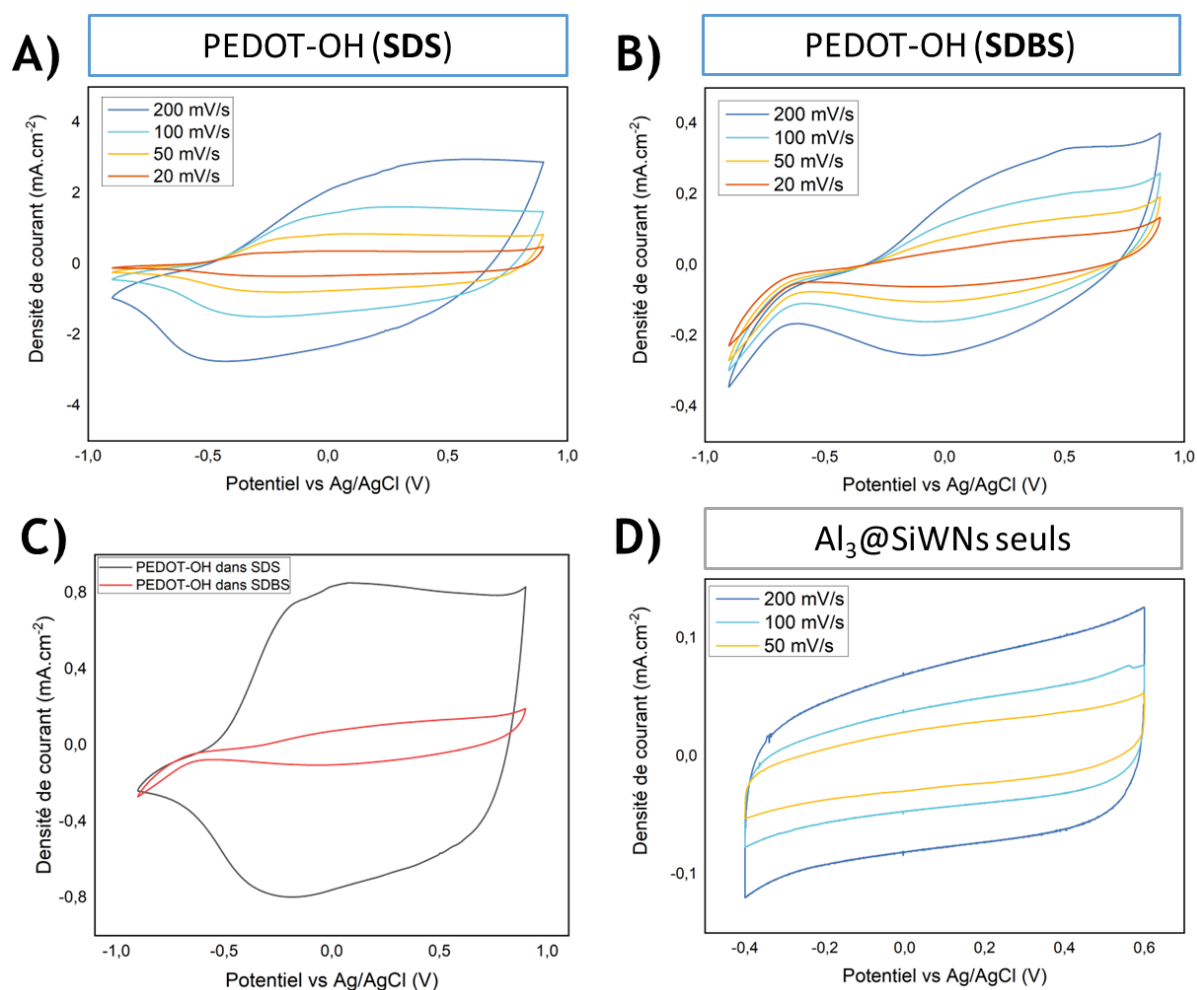 A)
PEDOT-OH (SDS)
Densité de courant (mA.cm-2)
4
2
0
-2
-4
200 mV/s
100 mV/s
50 mV/s
20 mV/s
-1,0 -0,5 0,0 0,5 1,0
Potentiel vs Ag/AgCl (V)
B)
PEDOT-OH (SDBS)
Densité de courant (mA.cm-2)
0,4
0,2
0,0
-0,2
-0,4
200 mV/s
100 mV/s
50 mV/s
20 mV/s
-1,0 -0,5 0,0 0,5 1,0
Potentiel vs Ag/AgCl (V)
C)
Densité de courant (mA.cm-2)
0,8
0,4
0,0
-0,4
-0,8
PEDOT-OH dans SDS
PEDOT-OH dans SDBS
-1,0 -0,5 0,0 0,5 1,0
Potentiel vs Ag/AgCl (V)
D)
Al3@SiWNs seuls
Densité de courant (mA.cm-2)
0,1
0,0
-0,1
200 mV/s
100 mV/s
50 mV/s
-0,4 -0,2 0,0 0,2 0,4 0,6
Potentiel vs Ag/AgCl (V)